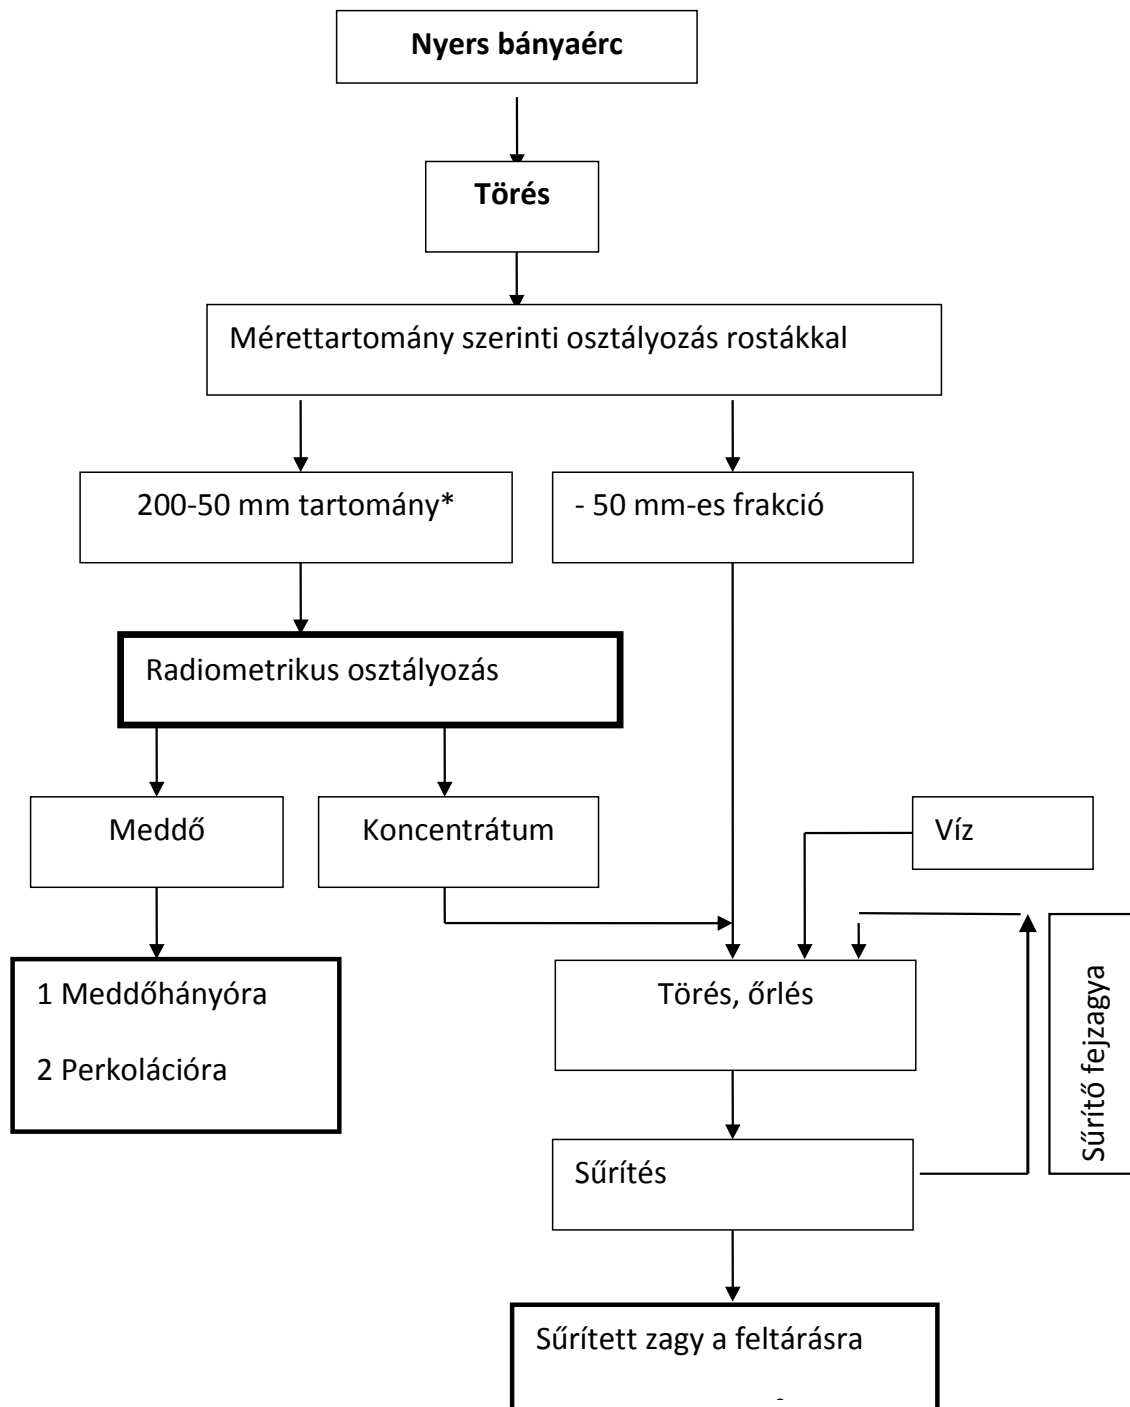 Nyers bányaérc
Törés
Mérettartomány szerinti osztályozás rostákkal
200-50 mm tartomány*
- 50 mm-es frakció
Radiometrikus osztályozás
Meddő
Koncentrátum
Víz
1 Meddőhányóra
2 Perkolációra
Törés, őrlés
Sűrítő fejzagya
Sűrítés
Sűrített zagy a feltárásra